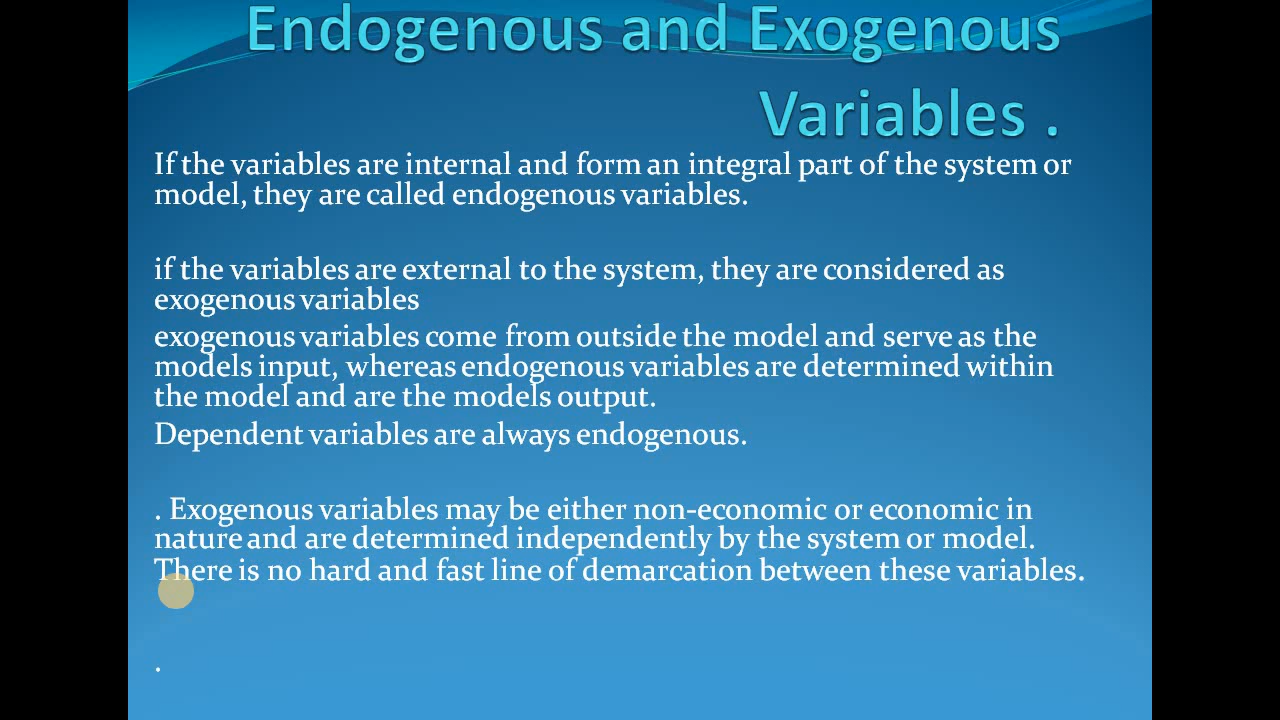 Endogenous and Exogenous
Variables .
If the variables are internal and form an integral part of the system or
model, they are called endogenous variables.
if the variables are external to the system, they are considered as
exogenous variables
exogenous variables come from outside the model and serve as the
models input, whereas endogenous variables are determined within
the model and are the models output.
Dependent variables are always endogenous.
. Exogenous variables may be either non-economic or economic in
nature and are determined independently by the system or model.
There is no hard and fast line of demarcation between these variables.
.